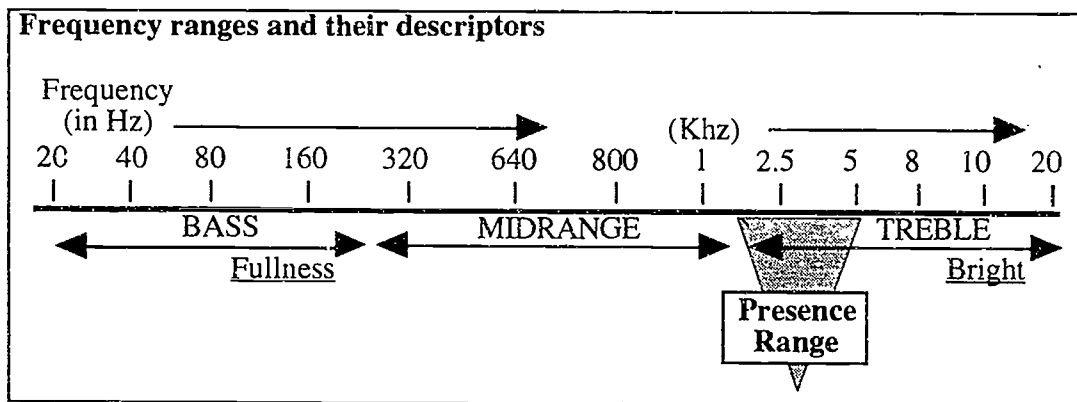 Frequency ranges and their descriptors
Frequency
(in Hz)
(Khz)
20 40 80 160 320 640 800 1 2.5 5 8 10 20
BASS MIDRANGE TREBLE
Fullness Bright
Presence
Range